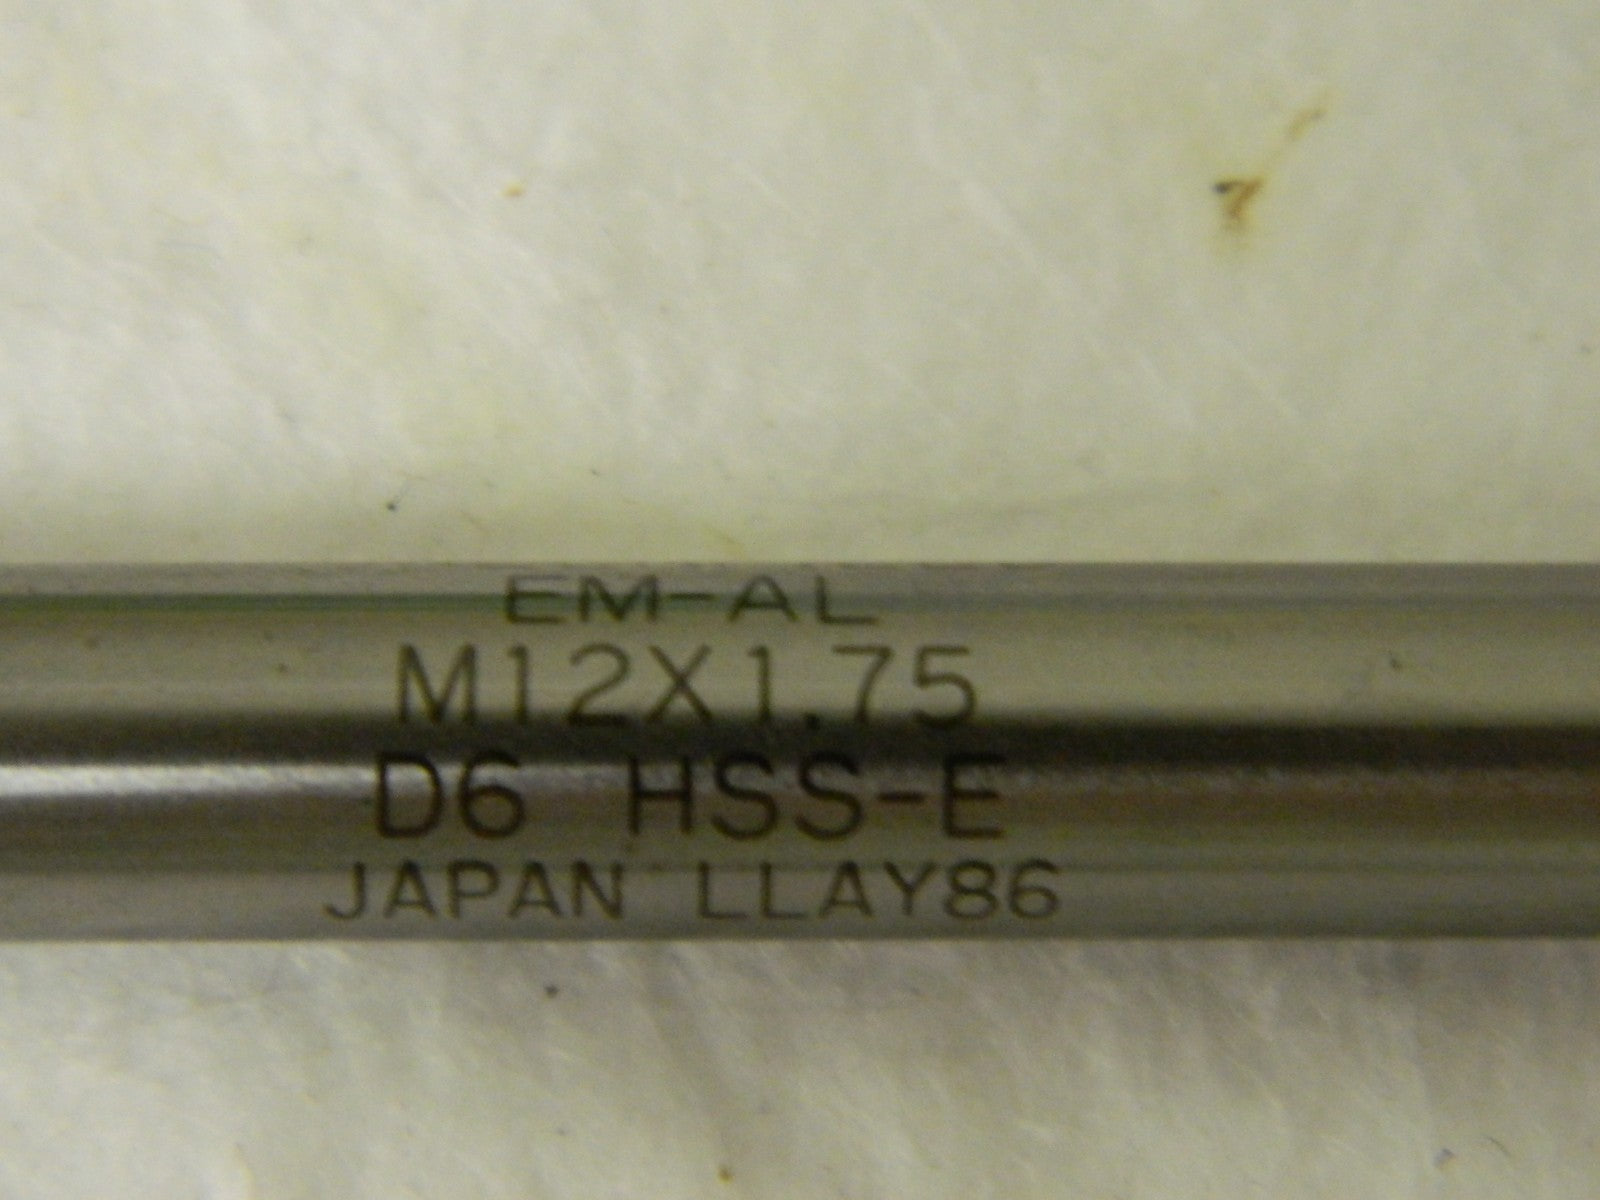 EM-AL
M12X1.75
D6 HSS-E
JAPAN LLAY86